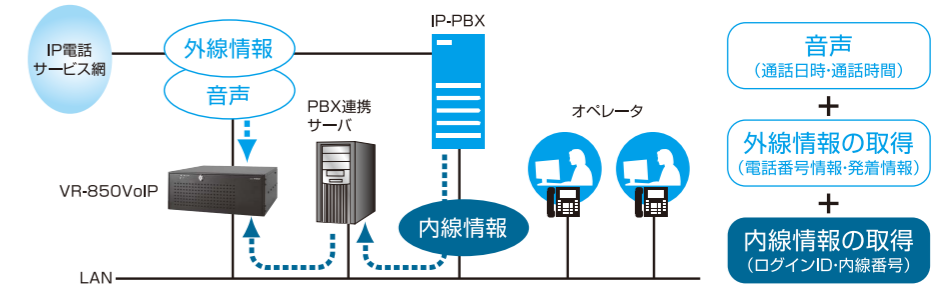 IP電話
サービス網
外線情報
音声
IP-PBX
PBX連携
サーバ
オペレータ
VR-850VoIP
内線情報
LAN
音声
(通話日時・通話時間)
+
外線情報の取得
(電話番号情報・発着情報)
+
内線情報の取得
(ログインID・内線番号)